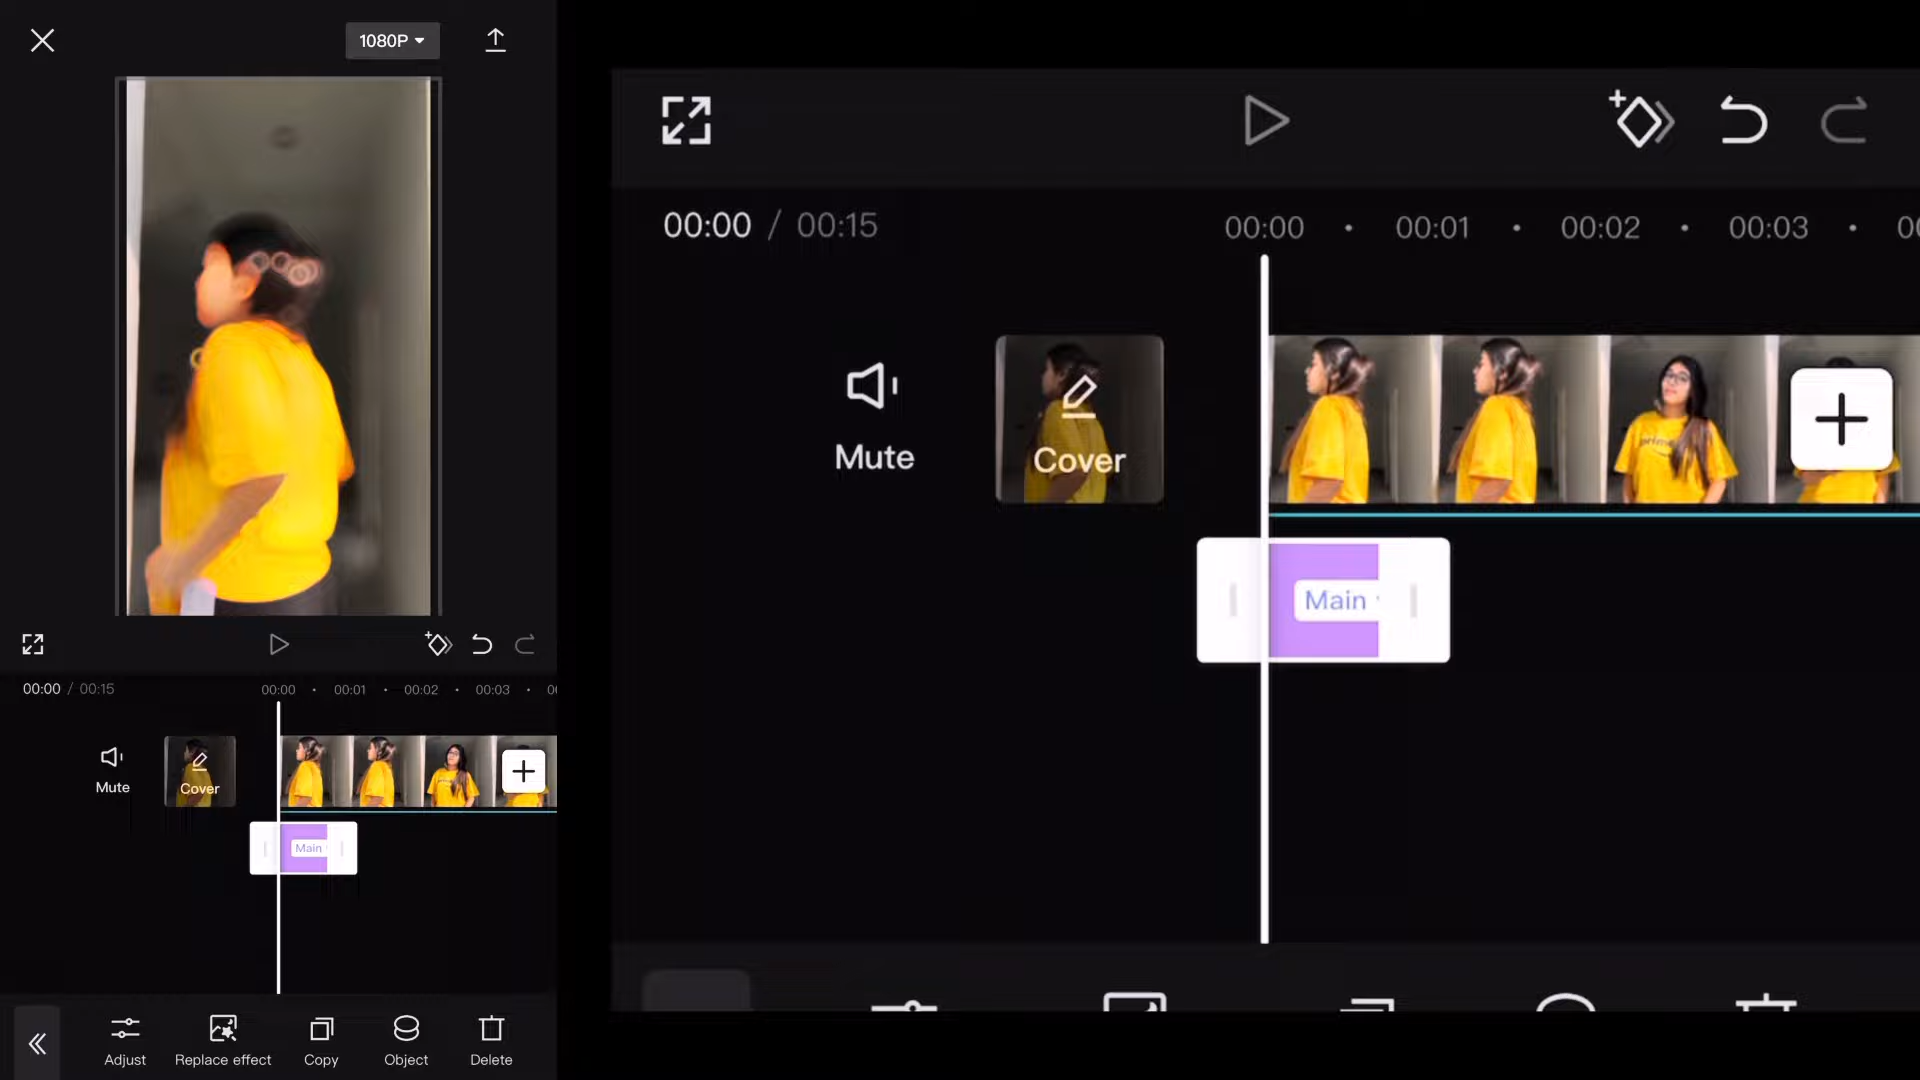 1080P
00:00 / 00:15
00:00 00:01 00:02 00:03
Mute
Cover
Main
Adjust
Replace effect
Copy
Object
Delete
00:00 / 00:15
00:00 00:01 00:02 00:03
Mute
Cover
Main